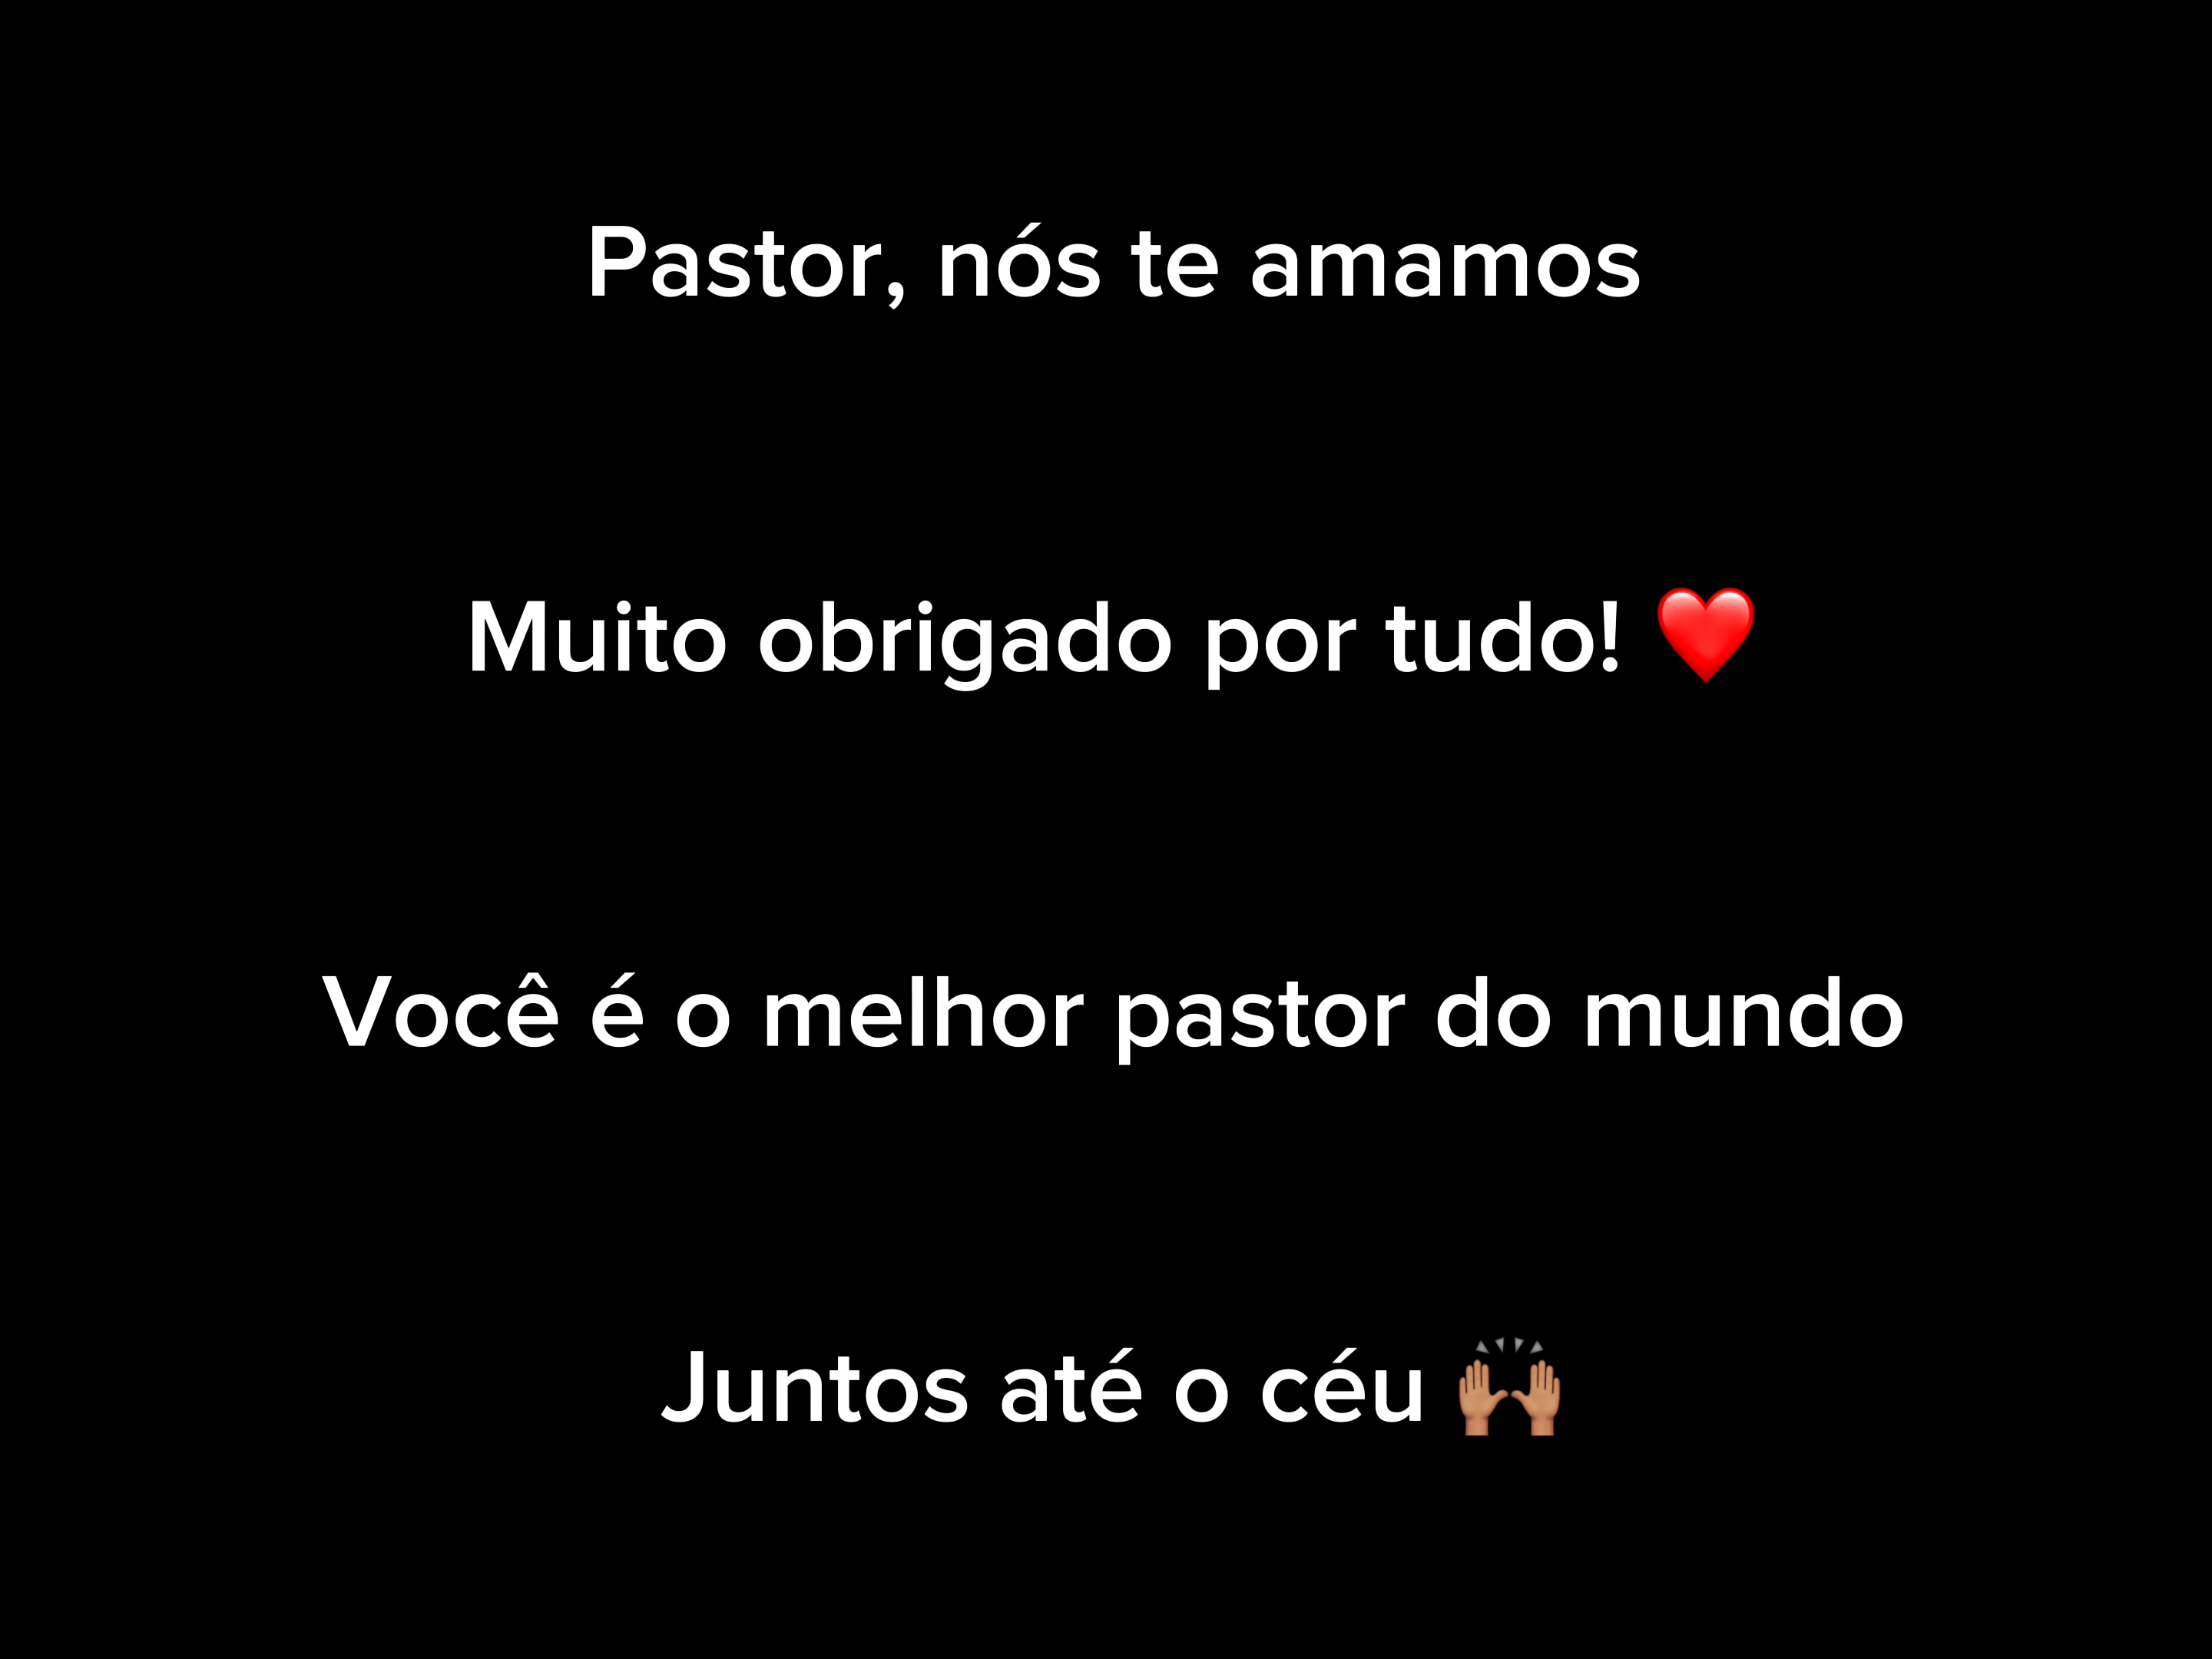 Pastor, nós te amamos
Muito obrigado por tudo! ❤️
Você é o melhor pastor do mundo
Juntos até o céu 🙌🏽